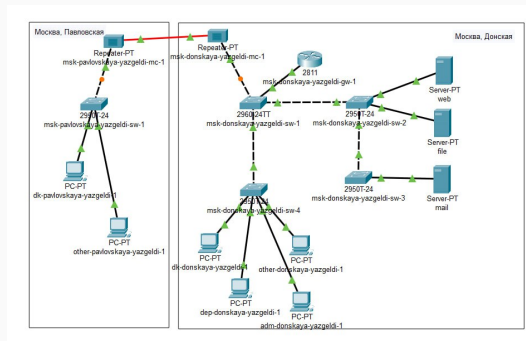 Москва, Павловская
Repeater-PT
msk-pavlovskaya-yazgeldi-mc-1
2950T-24
msk-pavlovskaya-yazgeldi-sw-1
PC-PT
dk-pavlovskaya-yazgeldi-1
PC-PT
other-pavlovskaya-yazgeldi-1
Москва, Донская
Repeater-PT
msk-donskaya-yazgeldi-mc-1
2811
msk-donskaya-yazgeldi-gw-1
2960-24TT
msk-donskaya-yazgeldi-sw-1
2950T-24
msk-donskaya-yazgeldi-sw-2
Server-PT
web
Server-PT
file
2950T-24
msk-donskaya-yazgeldi-sw-3
Server-PT
mail
2950T-24
msk-donskaya-yazgeldi-sw-4
PC-PT
dk-donskaya-yazgeldi-1
PC-PT
other-donskaya-yazgeldi-1
PC-PT
dep-donskaya-yazgeldi-1
PC-PT
adm-donskaya-yazgeldi-1